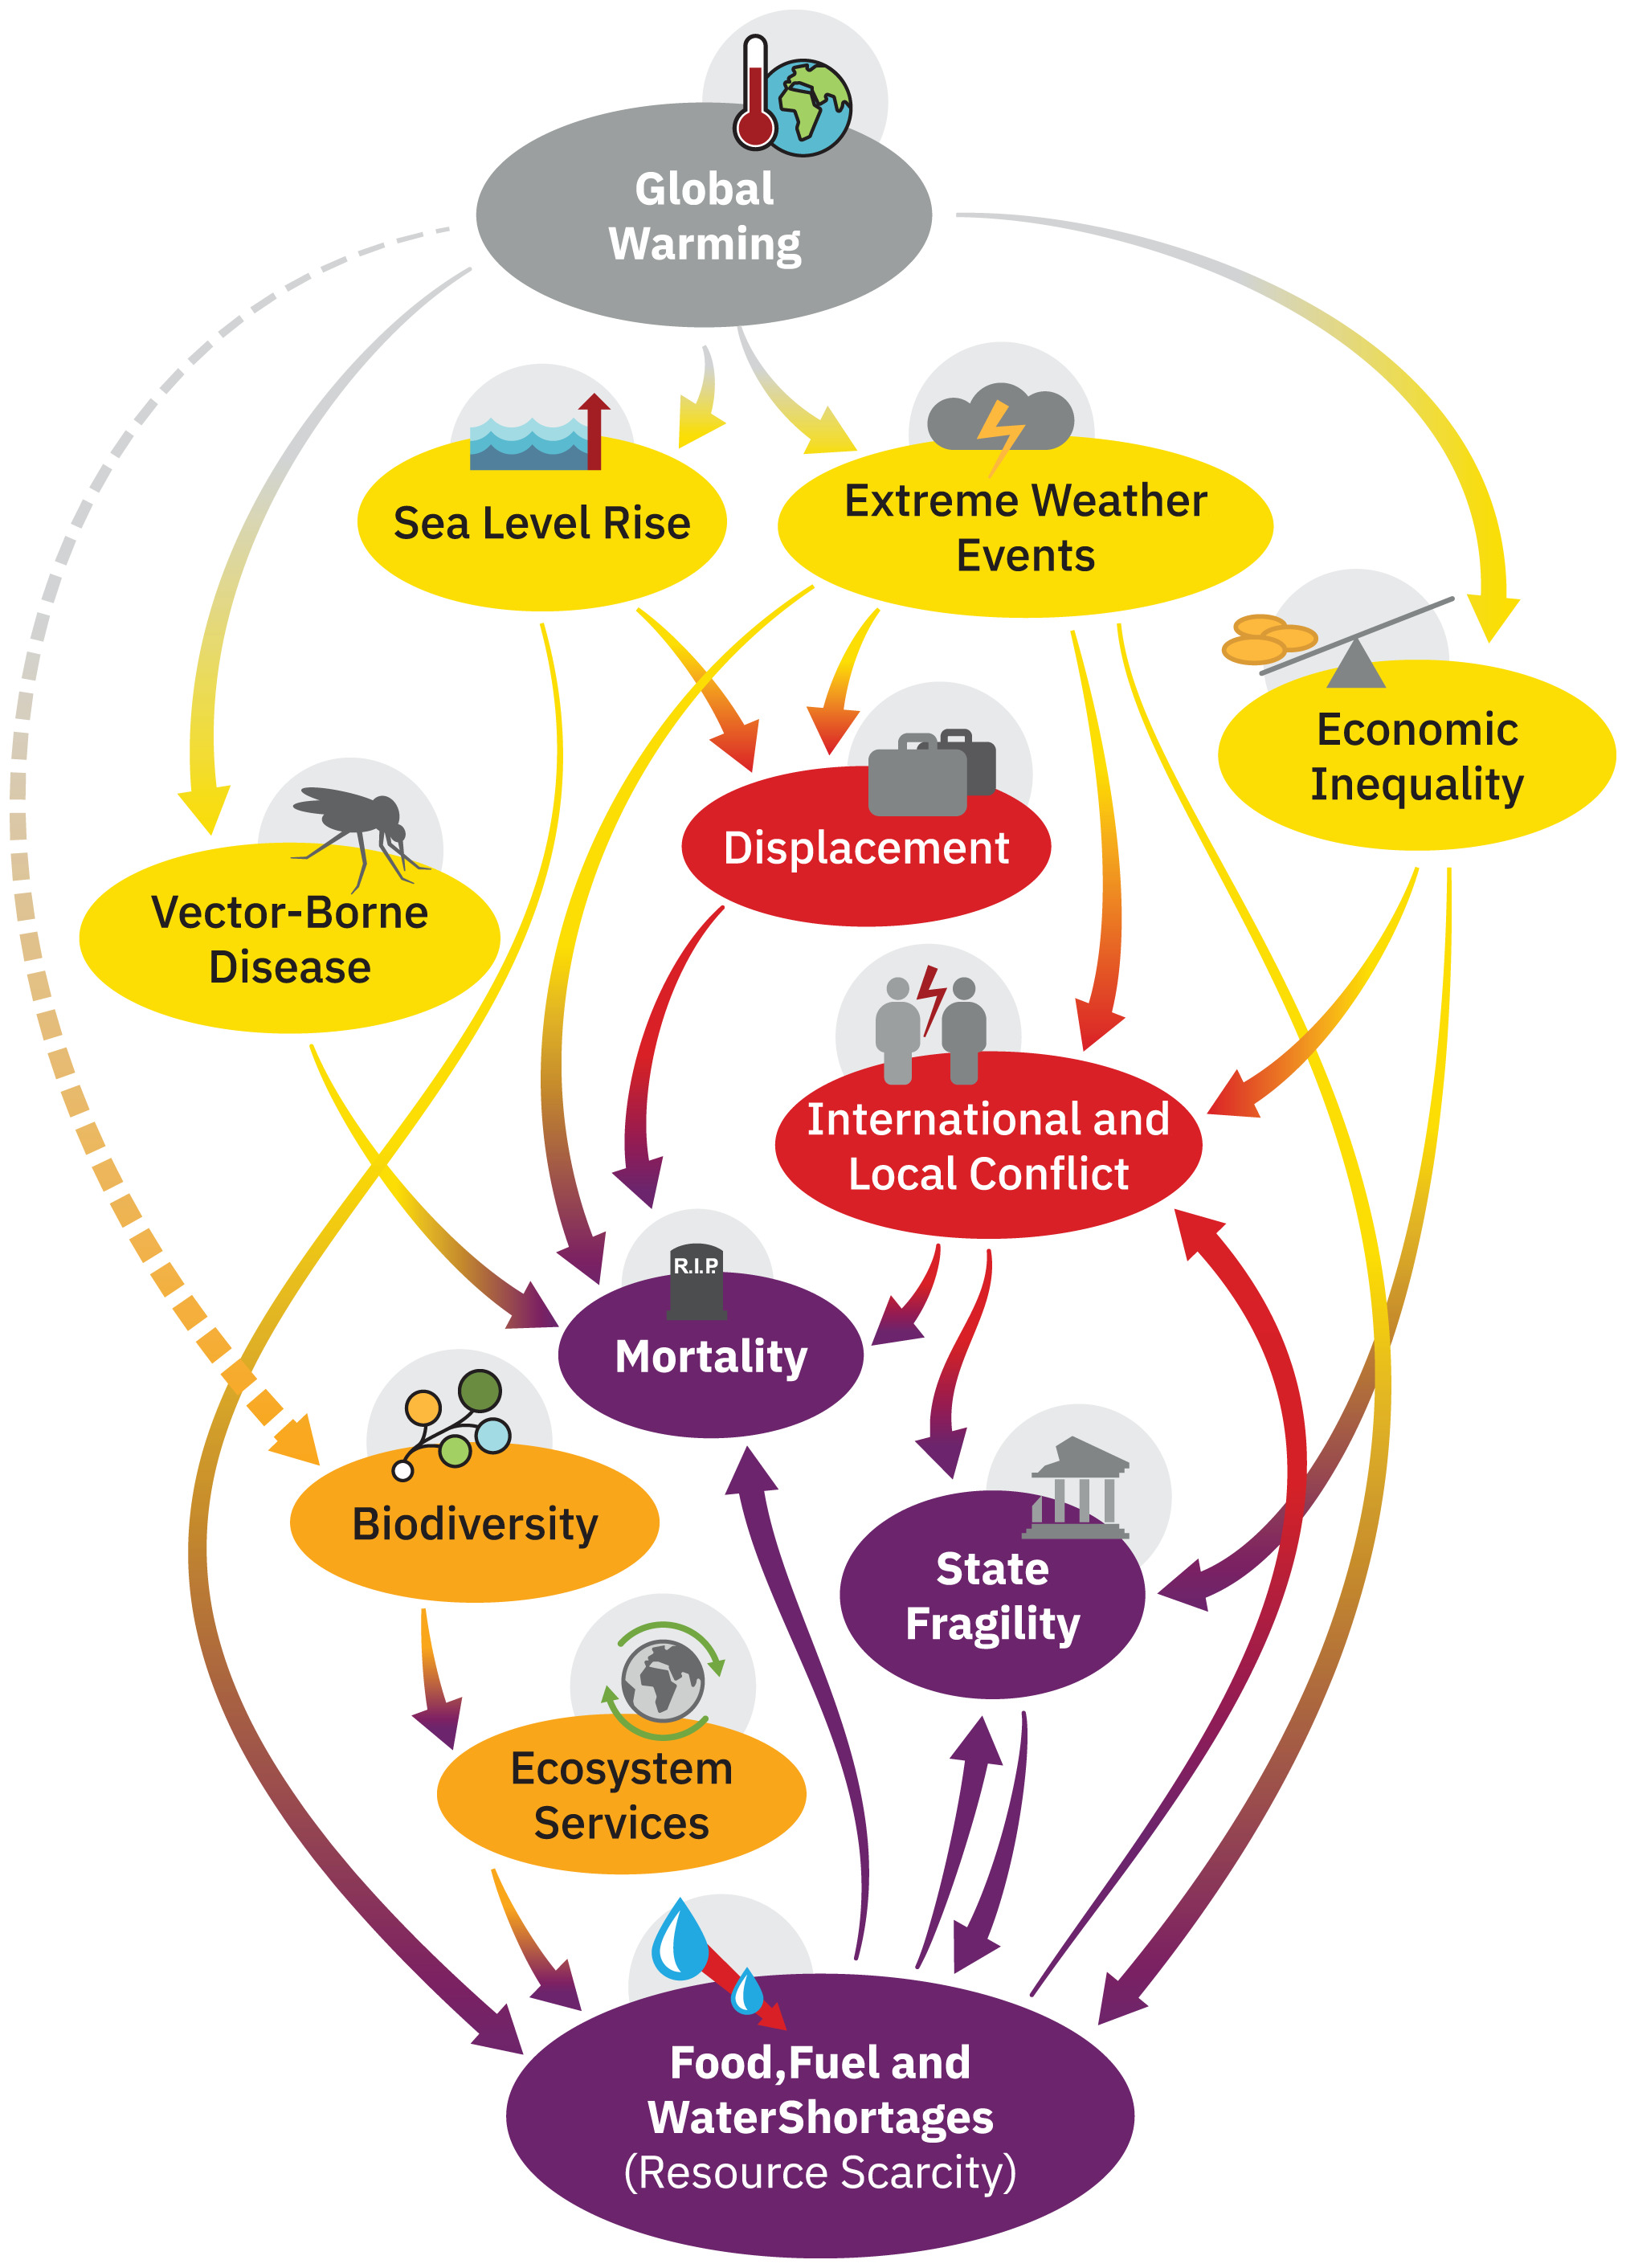 Global
Warming
Sea Level Rise
Extreme Weather
Events
Economic
Inequality
Displacement
Vector-Borne
Disease
International and
Local Conflict
R.I.P.
Mortality
Biodiversity
State
Fragility
Ecosystem
Services
Food,Fuel and
WaterShortages
(Resource Scarcity)